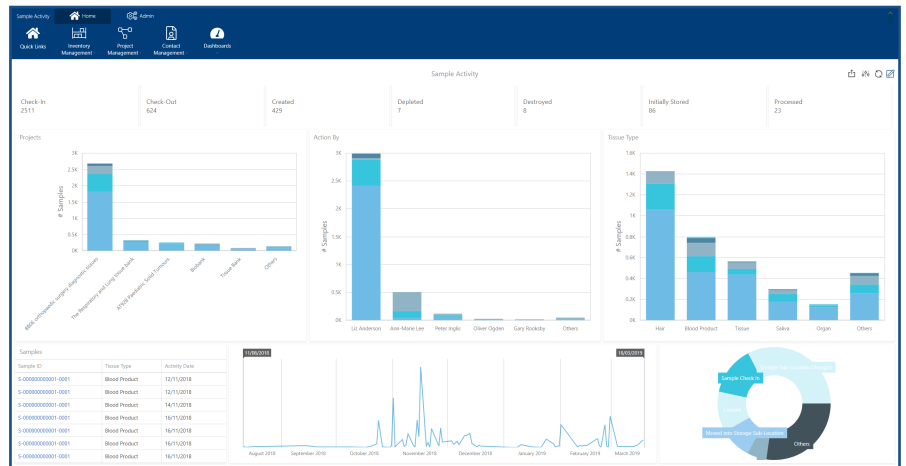 Sample Activity Home Admin
Quick Links Inventory Management Project Management Contact Management Dashboards
Sample Activity
Check-In Check-Out Created Depleted Destroyed Initially Stored Processed
2511 624 429 7 8 86 23
Projects
3K
2.5K
2K
1.5K
1K
0.5K
0K
# Samples
8806 orthopaedic surgery diagnostic tissues
The Respiratory and Lung tissue bank
ATR28 Paediatric Solid Tumours
Biobank
Tissue Bank
Others
Action By
3K
2.5K
2K
1.5K
1K
0.5K
0K
# Samples
Liz Anderson Ann-Marie Lee Peter Inglis Oliver Ogden Gary Rooksby Others
Tissue Type
1.6K
1.4K
1.2K
1K
0.8K
0.6K
0.4K
0.2K
0K
# Samples
Hair Blood Product Tissue Saliva Organ Others
Samples
Sample ID Tissue Type Activity Date
S-000000000001-0001 Blood Product 12/11/2018
S-000000000001-0001 Blood Product 12/11/2018
S-000000000001-0001 Blood Product 14/11/2018
S-000000000001-0001 Blood Product 16/11/2018
S-000000000001-0001 Blood Product 16/11/2018
S-000000000001-0001 Blood Product 16/11/2018
S-000000000001-0001 Blood Product 16/11/2018
11/08/2018 18/03/2019
August 2018 September 2018 October 2018 November 2018 December 2018 January 2019 February 2019 March 2019
Sample Check In
Created
Moved into Storage Sub-Location
Others